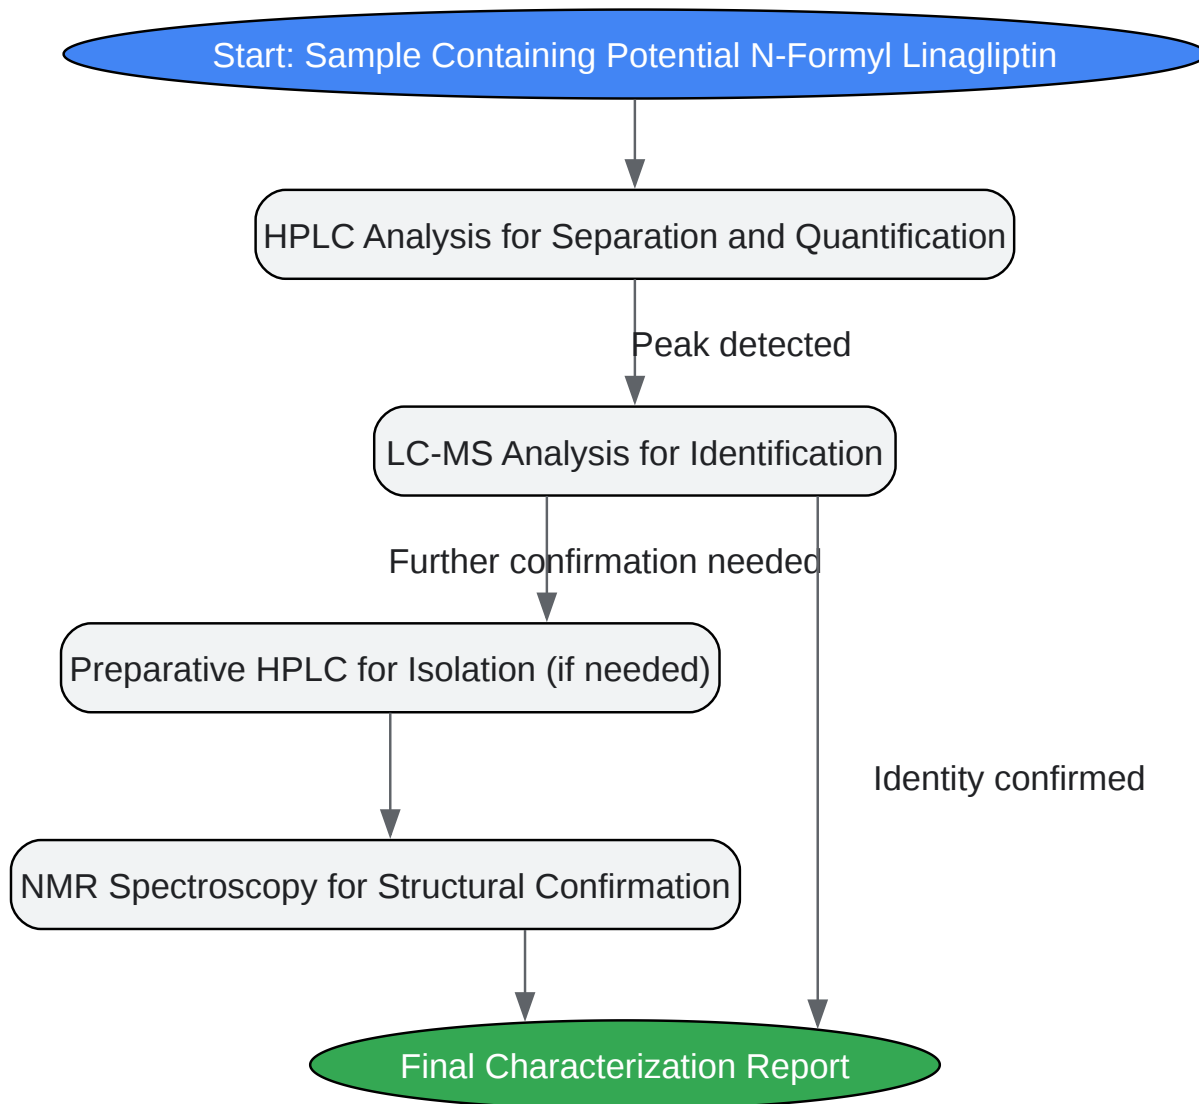 Start: Sample Containing Potential N-Formyl Linagliptin
HPLC Analysis for Separation and Quantification
Peak detected
LC-MS Analysis for Identification
Further confirmation needed
Preparative HPLC for Isolation (if needed)
Identity confirmed
NMR Spectroscopy for Structural Confirmation
Final Characterization Report